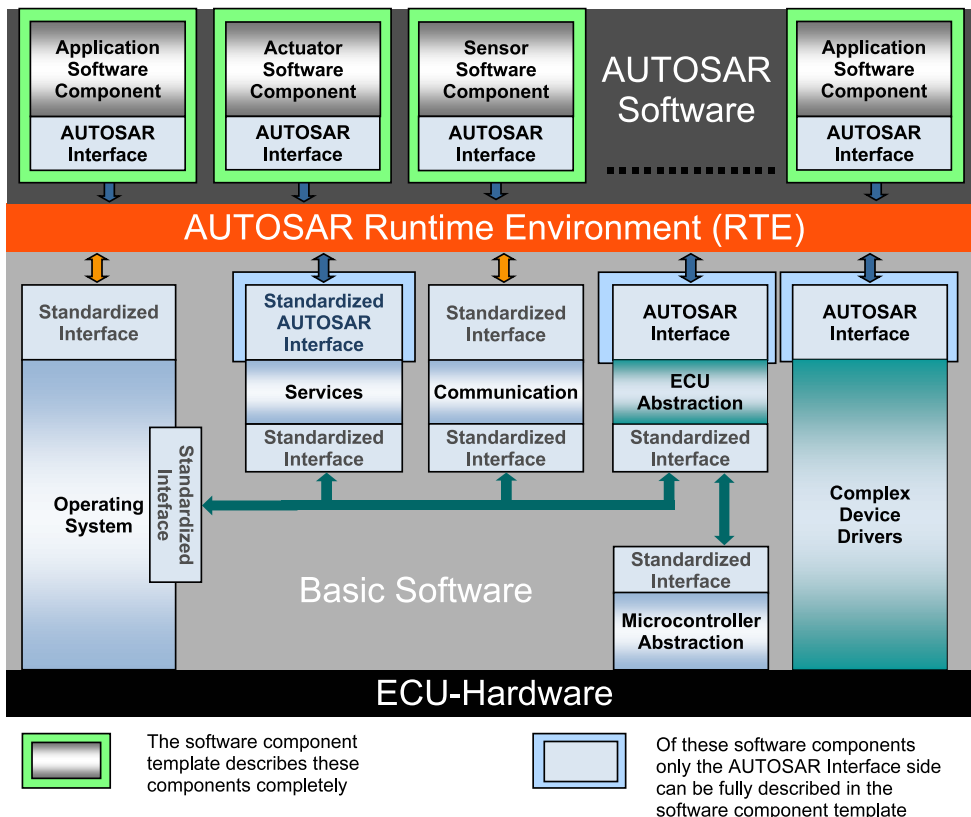 Application
Software
Component
AUTOSAR
Interface
Actuator
Software
Component
AUTOSAR
Interface
Sensor
Software
Component
AUTOSAR
Interface
AUTOSAR
Software
Application
Software
Component
AUTOSAR
Interface
AUTOSAR Runtime Environment (RTE)
Standardized
Interface
Operating
System
Standardized
Inteface
Standardized
AUTOSAR
Interface
Services
Standardized
Interface
Standardized
Interface
Communication
Standardized
Interface
AUTOSAR
Interface
ECU
Abstraction
Standardized
Interface
Standardized
Interface
Microcontroller
Abstraction
AUTOSAR
Interface
Complex
Device
Drivers
Basic Software
ECU-Hardware
The software component
template describes these
components completely
Of these software components
only the AUTOSAR Interface side
can be fully described in the
software component template